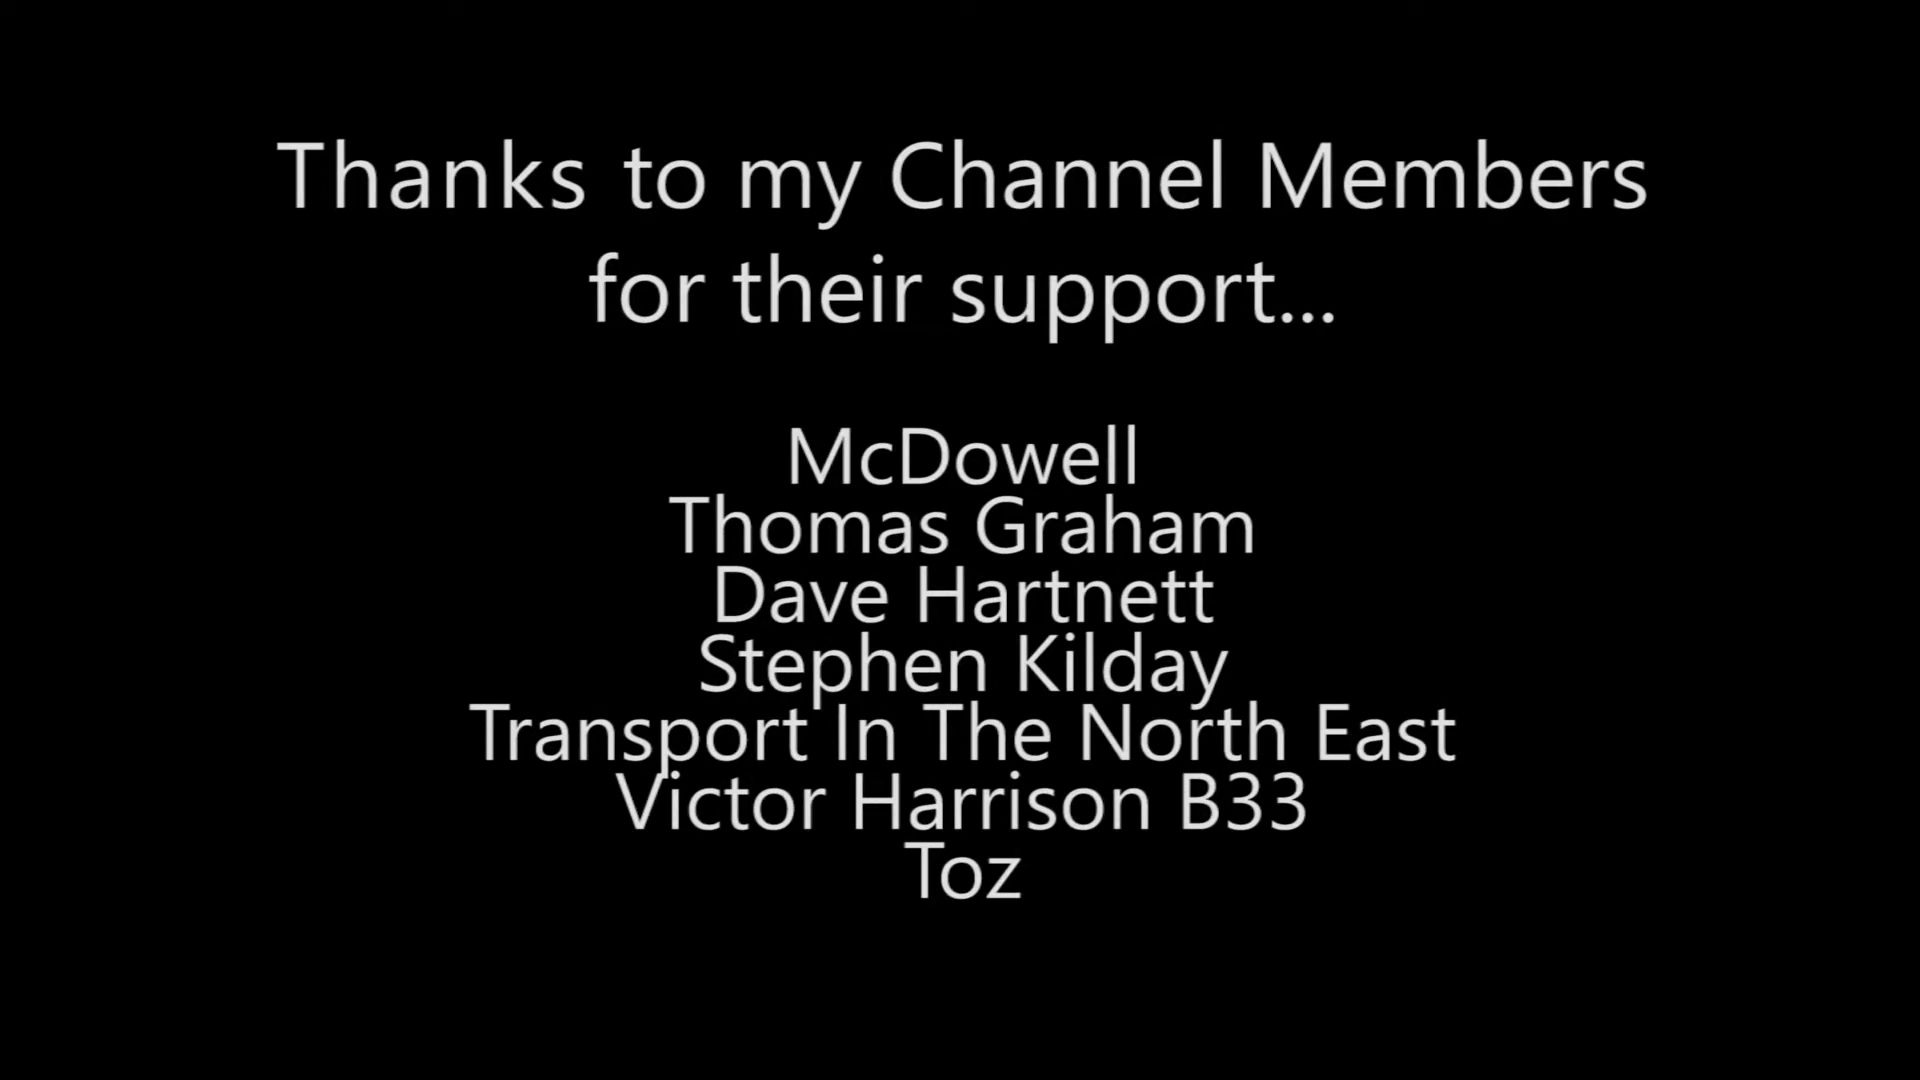 Thanks to my Channel Members
for their support...
McDowell
Thomas Graham
Dave Hartnett
Stephen Kilday
Transport In The North East
Victor Harrison B33
Toz